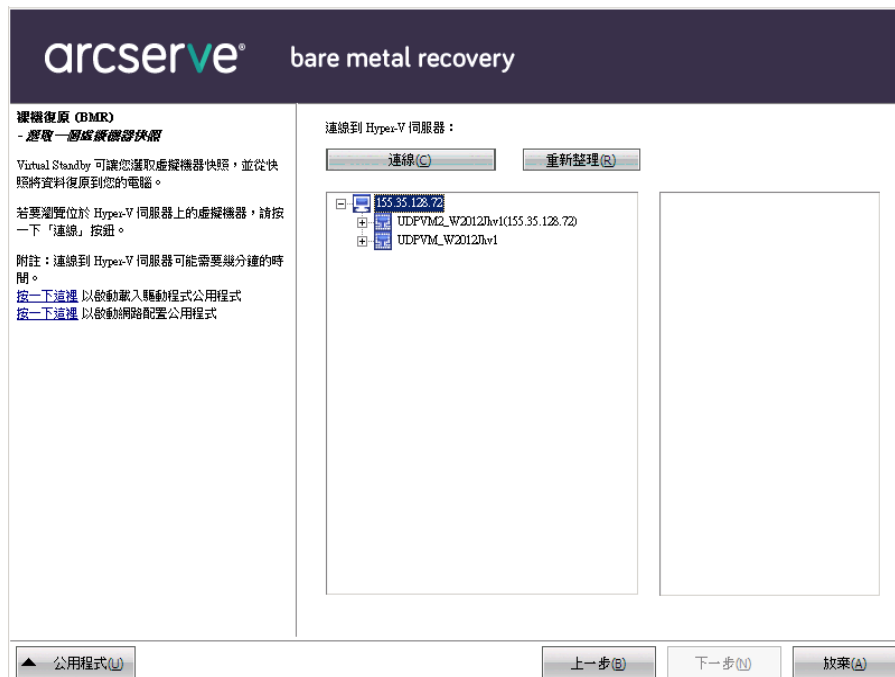 arcserve® bare metal recovery
裸機復原 (BMR)
- 選取一個虛擬機器快照
Virtual Standby 可讓您選取虛擬機器快照，並從快
照將資料復原到您的電腦。
若要瀏覽位於 Hyper-V 伺服器上的虛擬機器，請按
一下「連線」按鈕。
附註：連線到 Hyper-V 伺服器可能需要幾分鐘的時
間。
按一下這裡 以啟動載入驅動程式公用程式
按一下這裡 以啟動網路配置公用程式
連線到 Hyper-V 伺服器：
連線(C)
重新整理(R)
155.35.128.72
UDPVM2_W2012Jhv1(155.35.128.72)
UDPVM_W2012Jhv1
公用程式(U)
上一步(B)
下一步(N)
放棄(A)